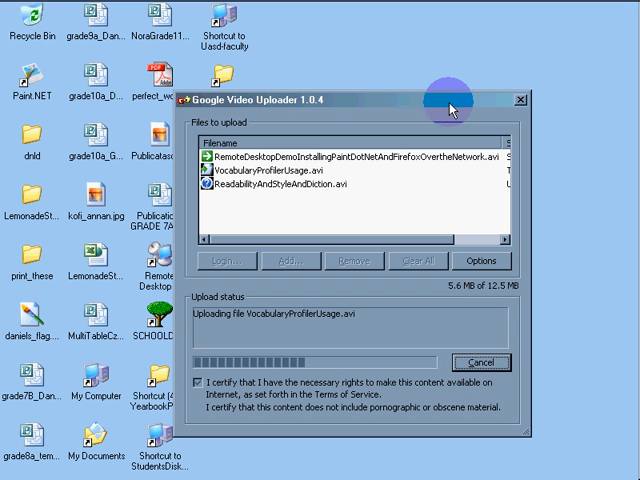 Recycle Bin
grade9a_Dan...
NoraGrade11...
Shortcut to
Uasd-faculty
Paint.NET
grade10a_D...
perfect_wo
dnld
grade10a_G...
Publicatasc
LemonadeSt...
kofi_annan.jpg
Publication
GRADE 7A
print_these
LemonadeSt...
Remote
Desktop
daniels_flag....
MultiTableCz...
SCHOOLD
grade7B_Dan...
My Computer
Shortcut (4
YearbookP
grade8a_tem...
My Documents
Shortcut to
StudentsDisk...
Google Video Uploader 1.0.4
Files to upload
Filename
S
RemoteDesktopDemoInstallingPaintDotNetAndFirefoxOvertheNetwork.avi S
VocabularyProfilerUsage.avi T
ReadabilityAndStyleAndDiction.avi U
Login... Add... Remove Clear All Options
5.6 MB of 12.5 MB
Upload status
Uploading file VocabularyProfilerUsage.avi
Cancel
I certify that I have the necessary rights to make this content available on
Internet, as set forth in the Terms of Service.
I certify that this content does not include pornographic or obscene material.